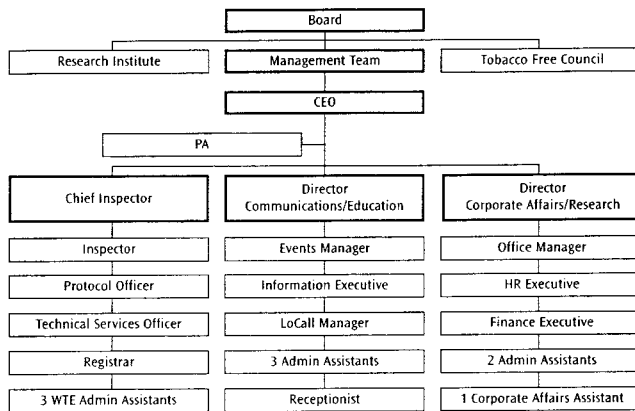 Board
Research Institute
Management Team
Tobacco Free Council
CEO
PA
Chief Inspector
Director
Communications/Education
Director
Corporate Affairs/Research
Inspector
Events Manager
Office Manager
Protocol Officer
Information Executive
HR Executive
Technical Services Officer
LoCall Manager
Finance Executive
Registrar
3 Admin Assistants
2 Admin Assistants
3 WTE Admin Assistants
Receptionist
1 Corporate Affairs Assistant